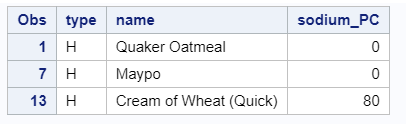 Obs type name sodium_PC
1 H Quaker Oatmeal 0
7 H Maypo 0
13 H Cream of Wheat (Quick) 80